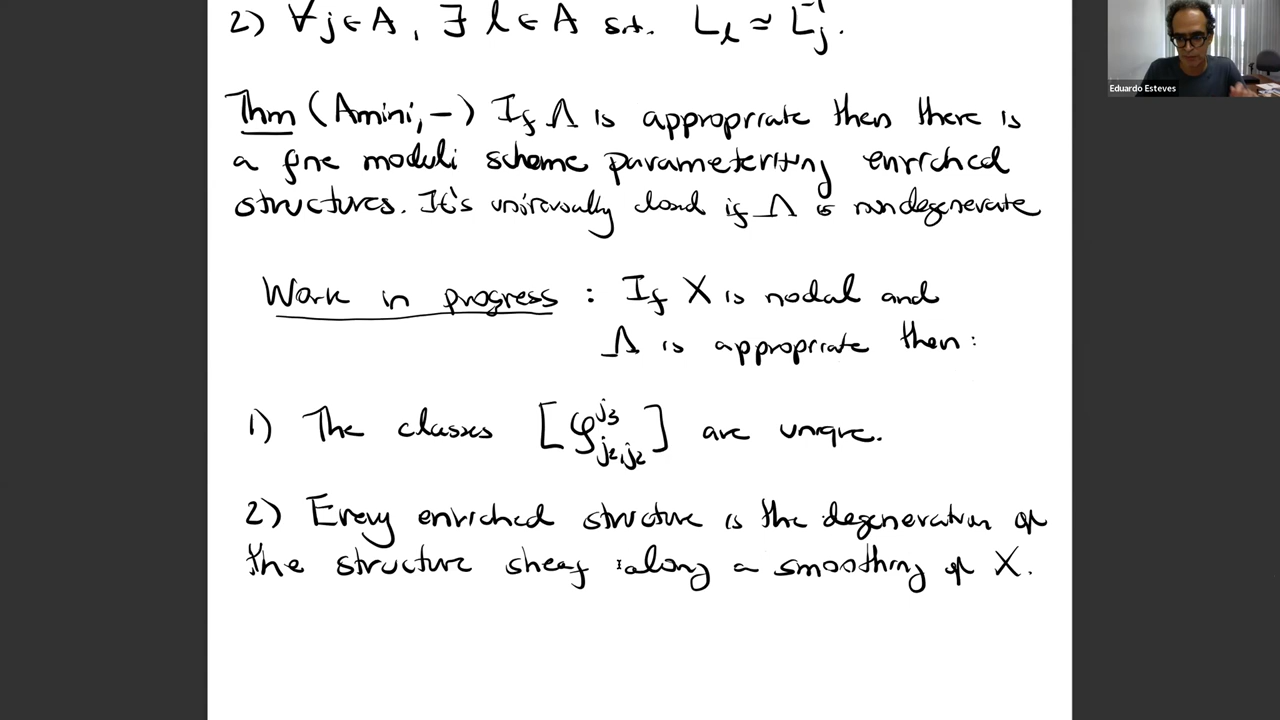 2) ∀j∈A, ∃ l∈A s.t. L_l ≃ L_j^{-1}.
Eduardo Esteves
Thm (Amini, –) If Λ is appropriate then there is
a fine moduli scheme parameterizing enriched
structures. It's universally closed if Λ is nondegenerate
Work in progress : If X is nodal and
Λ is appropriate then :
1) The classes [φ^{j_3}_{j_2,j_2}] are unique.
2) Every enriched structure is the degeneration of
the structure sheaf along a smoothing of X.